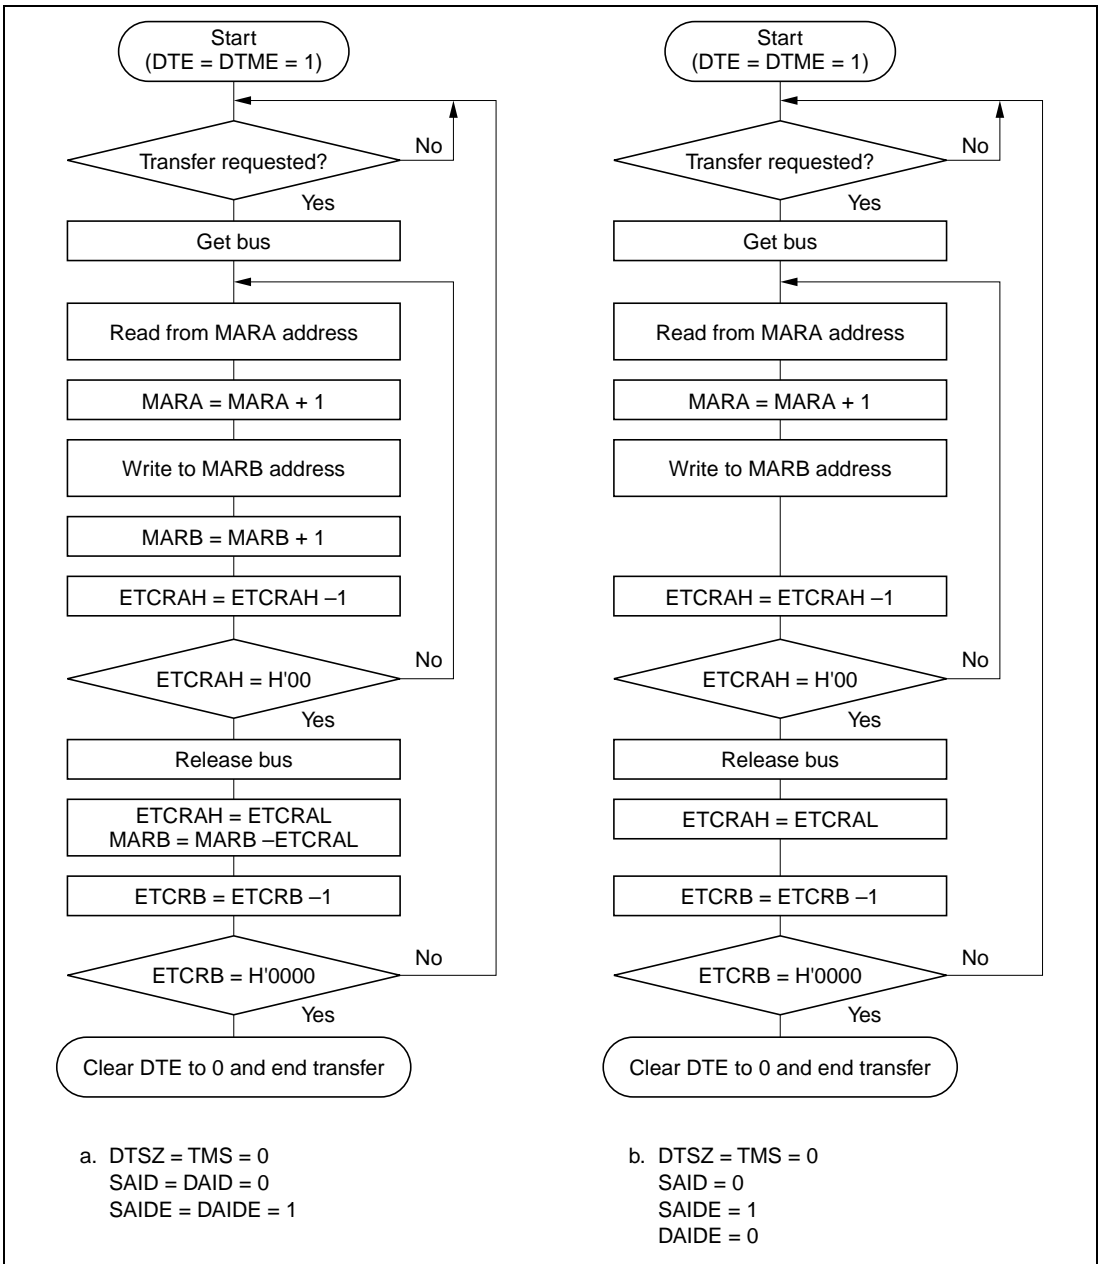 Start
(DTE = DTME = 1)
Transfer requested?
No
Yes
Get bus
Read from MARA address
MARA = MARA + 1
Write to MARB address
MARB = MARB + 1
ETCRAH = ETCRAH –1
ETCRAH = H'00
No
Yes
Release bus
ETCRAH = ETCRAL
MARB = MARB –ETCRAL
ETCRB = ETCRB –1
ETCRB = H'0000
No
Yes
Clear DTE to 0 and end transfer
a. DTSZ = TMS = 0
SAID = DAID = 0
SAIDE = DAIDE = 1
Start
(DTE = DTME = 1)
Transfer requested?
No
Yes
Get bus
Read from MARA address
MARA = MARA + 1
Write to MARB address
ETCRAH = ETCRAH –1
ETCRAH = H'00
No
Yes
Release bus
ETCRAH = ETCRAL
ETCRB = ETCRB –1
ETCRB = H'0000
No
Yes
Clear DTE to 0 and end transfer
b. DTSZ = TMS = 0
SAID = 0
SAIDE = 1
DAIDE = 0